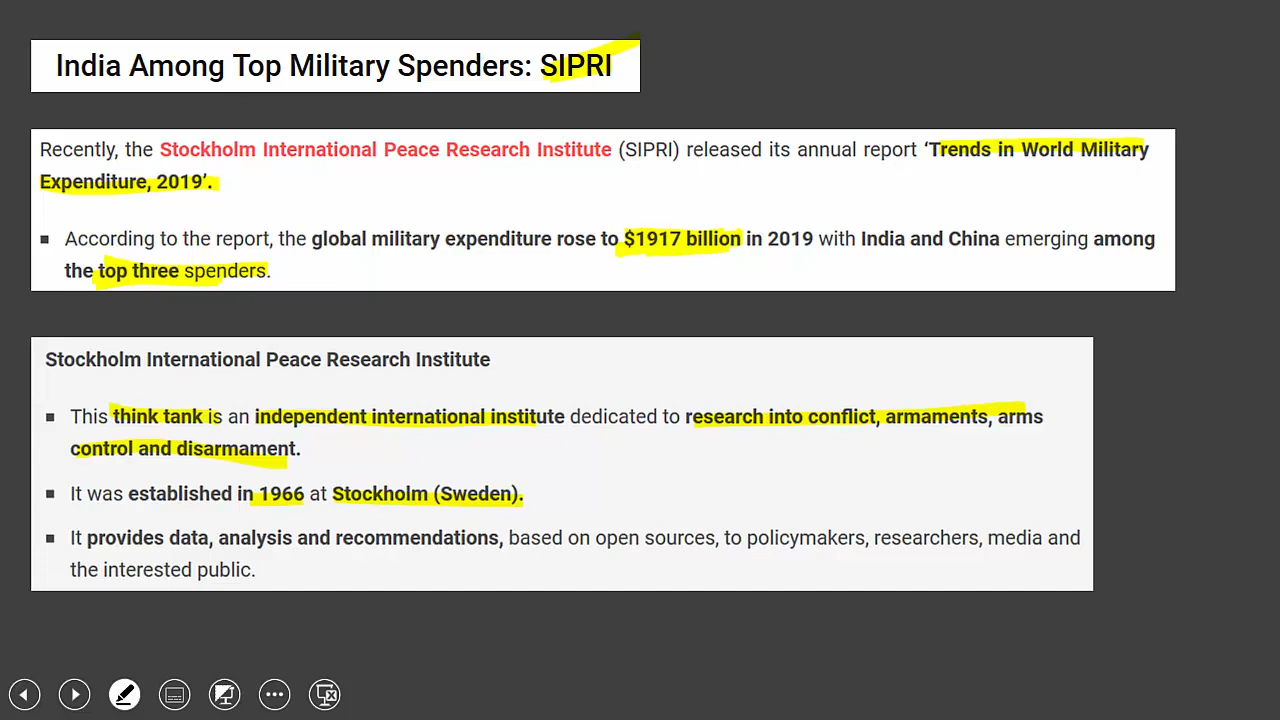 India Among Top Military Spenders: SIPRI
Recently, the Stockholm International Peace Research Institute (SIPRI) released its annual report ‘Trends in World Military
Expenditure, 2019’.
▪ According to the report, the global military expenditure rose to $1917 billion in 2019 with India and China emerging among
the top three spenders.
Stockholm International Peace Research Institute
▪ This think tank is an independent international institute dedicated to research into conflict, armaments, arms
control and disarmament.
▪ It was established in 1966 at Stockholm (Sweden).
▪ It provides data, analysis and recommendations, based on open sources, to policymakers, researchers, media and
the interested public.